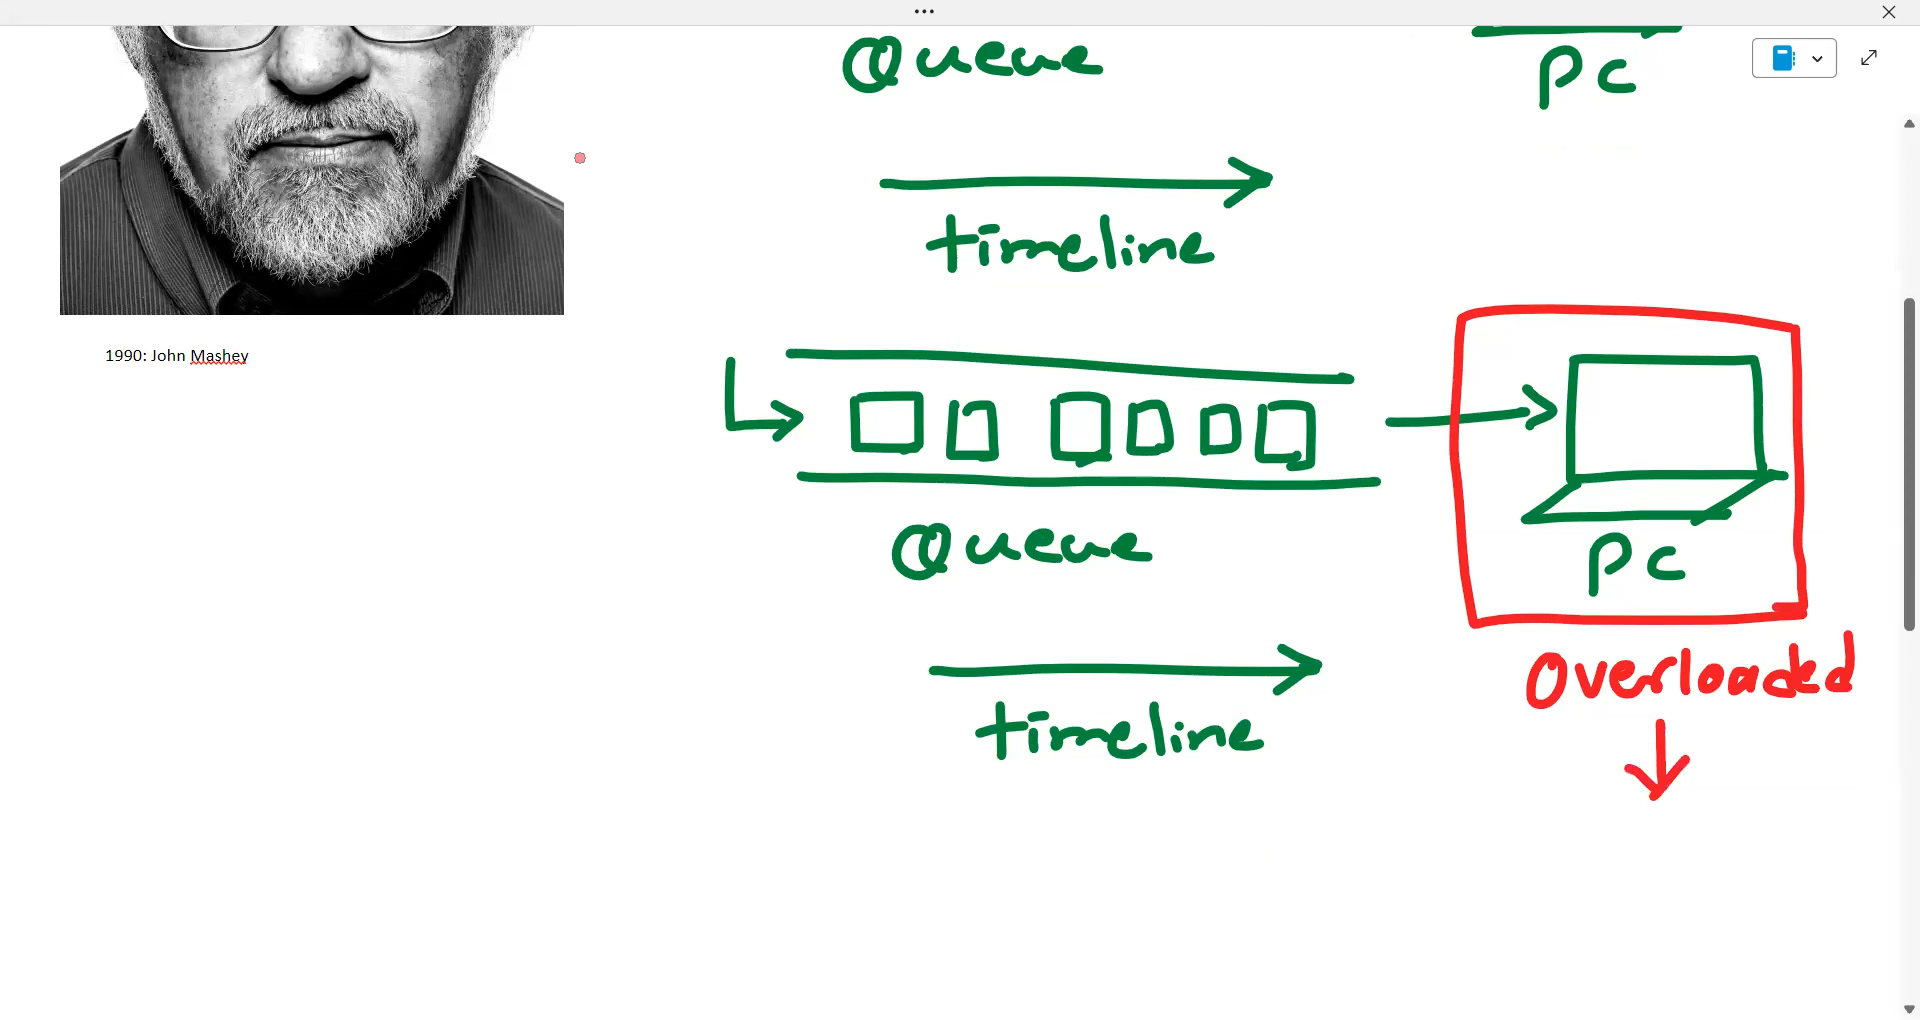 Queue
PC
timeline
1990: John Mashey
Queue
PC
Overloaded
timeline